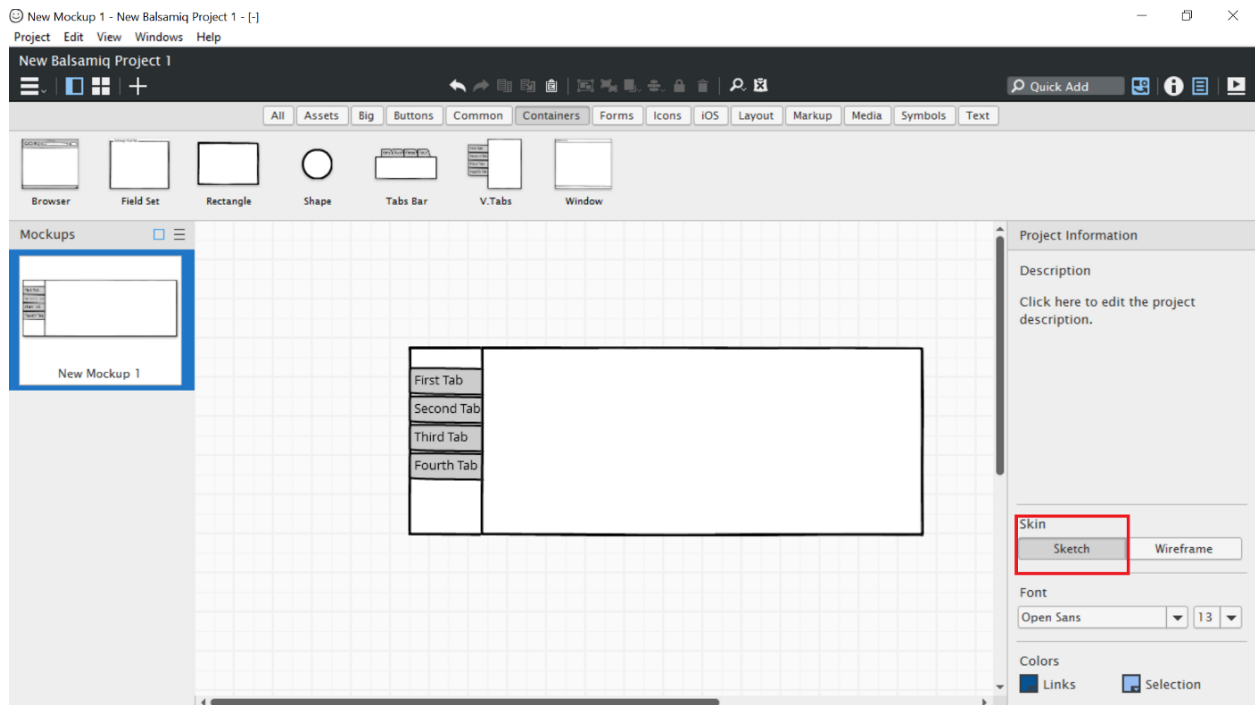 New Mockup 1 - New Balsamiq Project 1 - [-]
Project Edit View Windows Help
New Balsamiq Project 1
Quick Add
All Assets Big Buttons Common Containers Forms Icons iOS Layout Markup Media Symbols Text
Browser Field Set Rectangle Shape Tabs Bar V.Tabs Window
Mockups
New Mockup 1
First Tab
Second Tab
Third Tab
Fourth Tab
Project Information
Description
Click here to edit the project
description.
Skin
Sketch Wireframe
Font
Open Sans 13
Colors
Links Selection